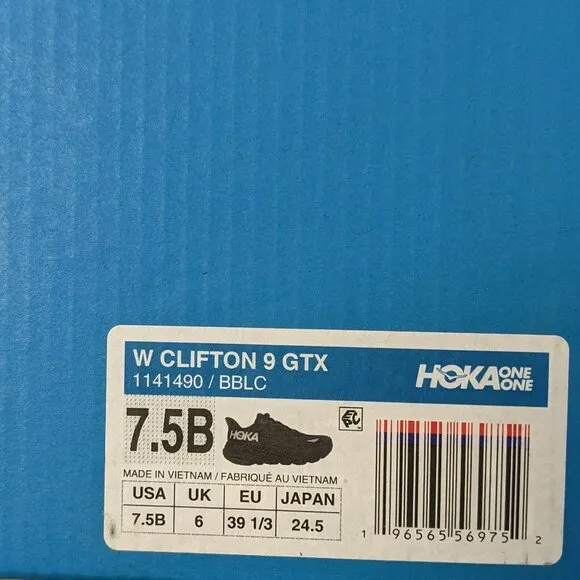 W CLIFTON 9 GTX
1141490 / BBLC
HOKA ONE ONE
7.5B
HOKA
MADE IN VIETNAM / FABRIQUÉ AU VIETNAM
USA UK EU JAPAN
7.5B 6 39 1/3 24.5
1 96565 56975 2